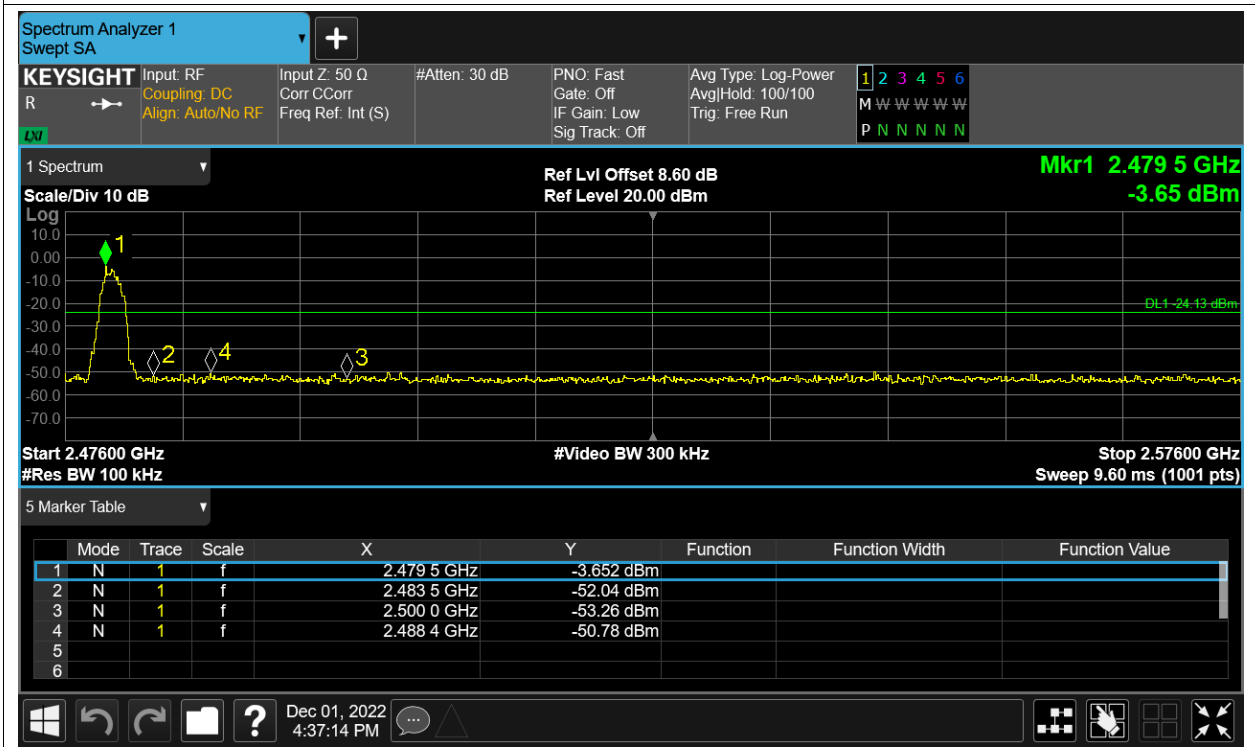 Spectrum Analyzer 1
Swept SA
KEYSIGHT
R
LXI
Input: RF
Coupling: DC
Align: Auto/No RF
Input Z: 50 Ω
Corr CCorr
Freq Ref: Int (S)
#Atten: 30 dB
PNO: Fast
Gate: Off
IF Gain: Low
Sig Track: Off
Avg Type: Log-Power
Avg|Hold: 100/100
Trig: Free Run
1 2 3 4 5 6
M W W W W W
P N N N N N
1 Spectrum
Scale/Div 10 dB
Ref Lvl Offset 8.60 dB
Ref Level 20.00 dBm
Mkr1 2.479 5 GHz
-3.65 dBm
Log
10.0
0.00
-10.0
-20.0
-30.0
-40.0
-50.0
-60.0
-70.0
1
2
4
3
DL1 -24.13 dBm
Start 2.47600 GHz
#Res BW 100 kHz
#Video BW 300 kHz
Stop 2.57600 GHz
Sweep 9.60 ms (1001 pts)
5 Marker Table
Mode Trace Scale X Y Function Function Width Function Value
1 N 1 f 2.479 5 GHz -3.652 dBm
2 N 1 f 2.483 5 GHz -52.04 dBm
3 N 1 f 2.500 0 GHz -53.26 dBm
4 N 1 f 2.488 4 GHz -50.78 dBm
5
6
?
Dec 01, 2022
4:37:14 PM